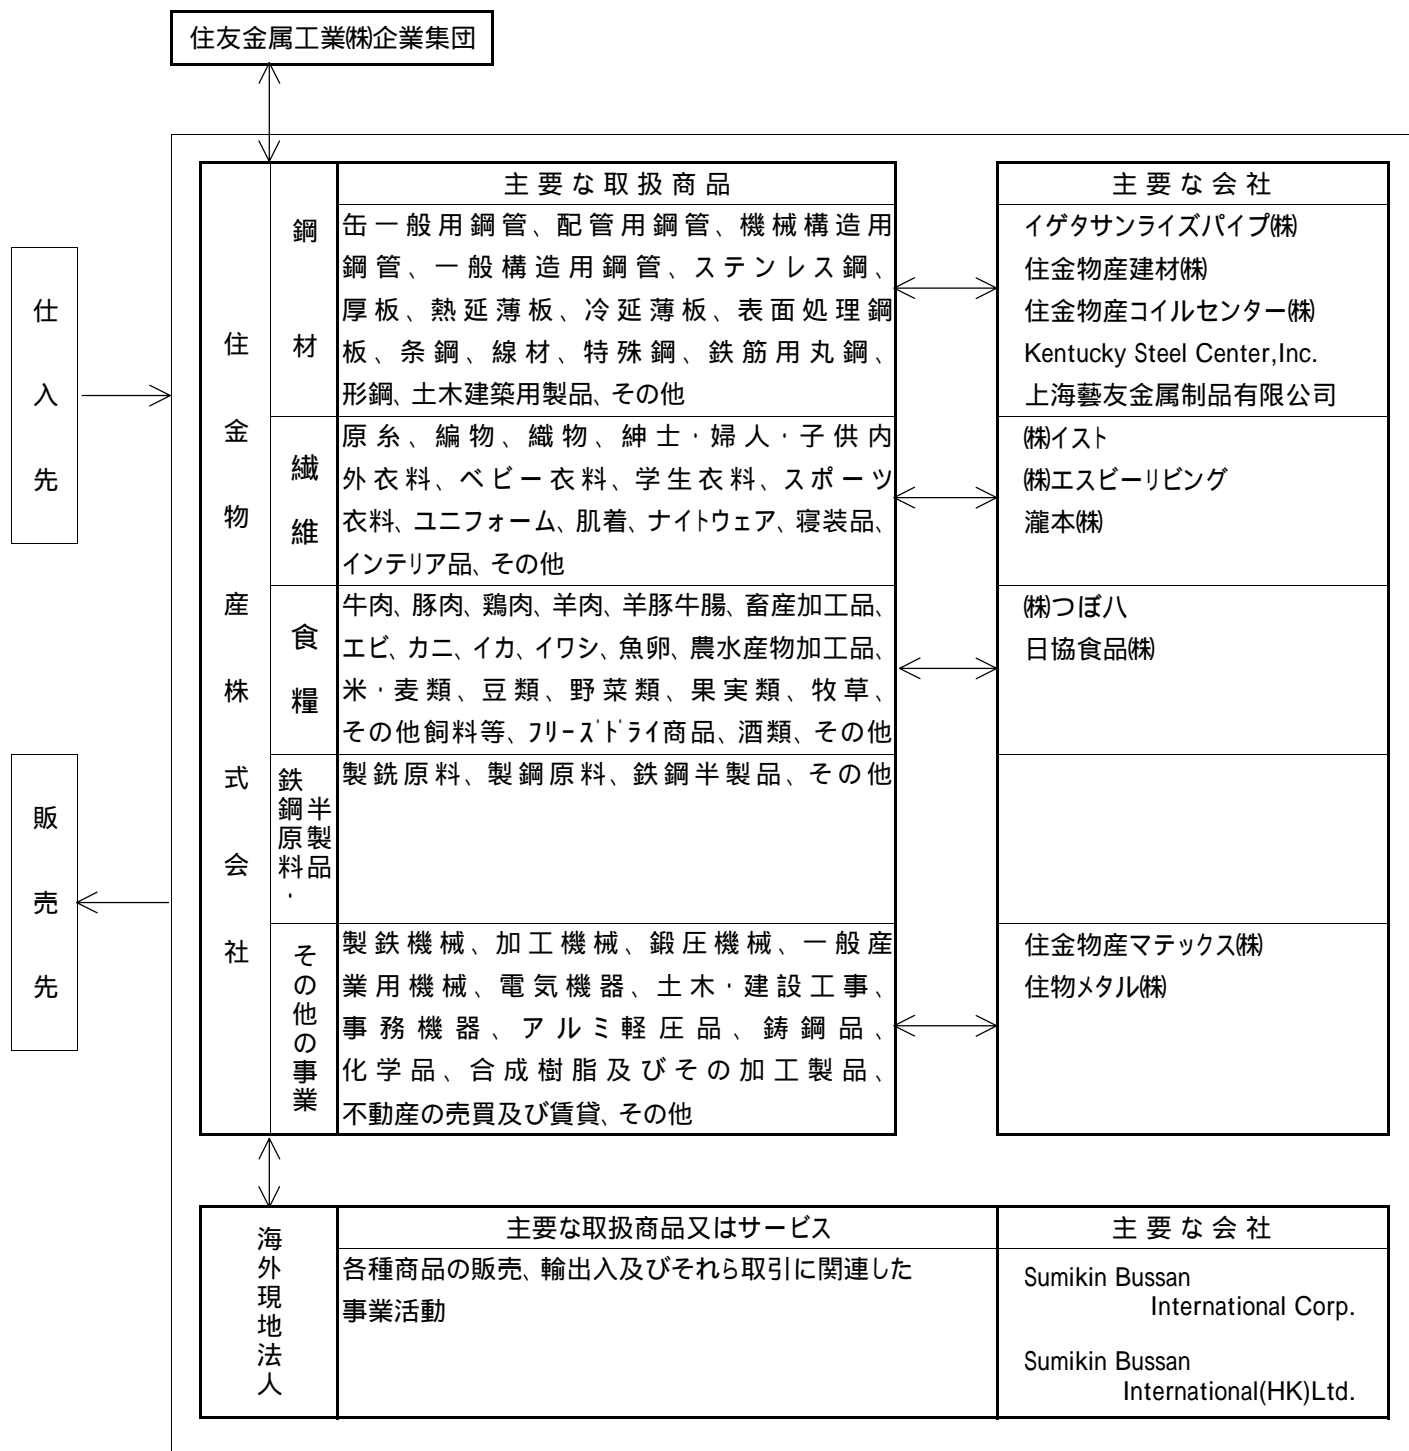 住友金属工業㈱企業集団
仕入先
販売先
住金物産株式会社
鋼材
主要な取扱商品
缶一般用鋼管、配管用鋼管、機械構造用
鋼管、一般構造用鋼管、ステンレス鋼、
厚板、熱延薄板、冷延薄板、表面処理鋼
板、条鋼、線材、特殊鋼、鉄筋用丸鋼、
形鋼、土木建築用製品、その他
主要な会社
イゲタサンライズパイプ㈱
住金物産建材㈱
住金物産コイルセンター㈱
Kentucky Steel Center,Inc.
上海藝友金属制品有限公司
繊維
原糸、編物、織物、紳士・婦人・子供内
外衣料、ベビー衣料、学生衣料、スポーツ
衣料、ユニフォーム、肌着、ナイトウェア、寝装品、
インテリア品、その他
㈱イスト
㈱エスビーリビング
瀧本㈱
食糧
牛肉、豚肉、鶏肉、羊肉、羊豚牛腸、畜産加工品、
エビ、カニ、イカ、イワシ、魚卵、農水産物加工品、
米・麦類、豆類、野菜類、果実類、牧草、
その他飼料等、フリーズドライ商品、酒類、その他
㈱つぼ八
日協食品㈱
鉄鋼原料・
半製品
製銑原料、製鋼原料、鉄鋼半製品、その他
その他の事業
製鉄機械、加工機械、鍛圧機械、一般産
業用機械、電気機器、土木・建設工事、
事務機器、アルミ軽圧品、鋳鋼品、
化学品、合成樹脂及びその加工製品、
不動産の売買及び賃貸、その他
住金物産マテックス㈱
住物メタル㈱
海外現地法人
主要な取扱商品又はサービス
各種商品の販売、輸出入及びそれら取引に関連した
事業活動
主要な会社
Sumikin Bussan
International Corp.
Sumikin Bussan
International(HK)Ltd.